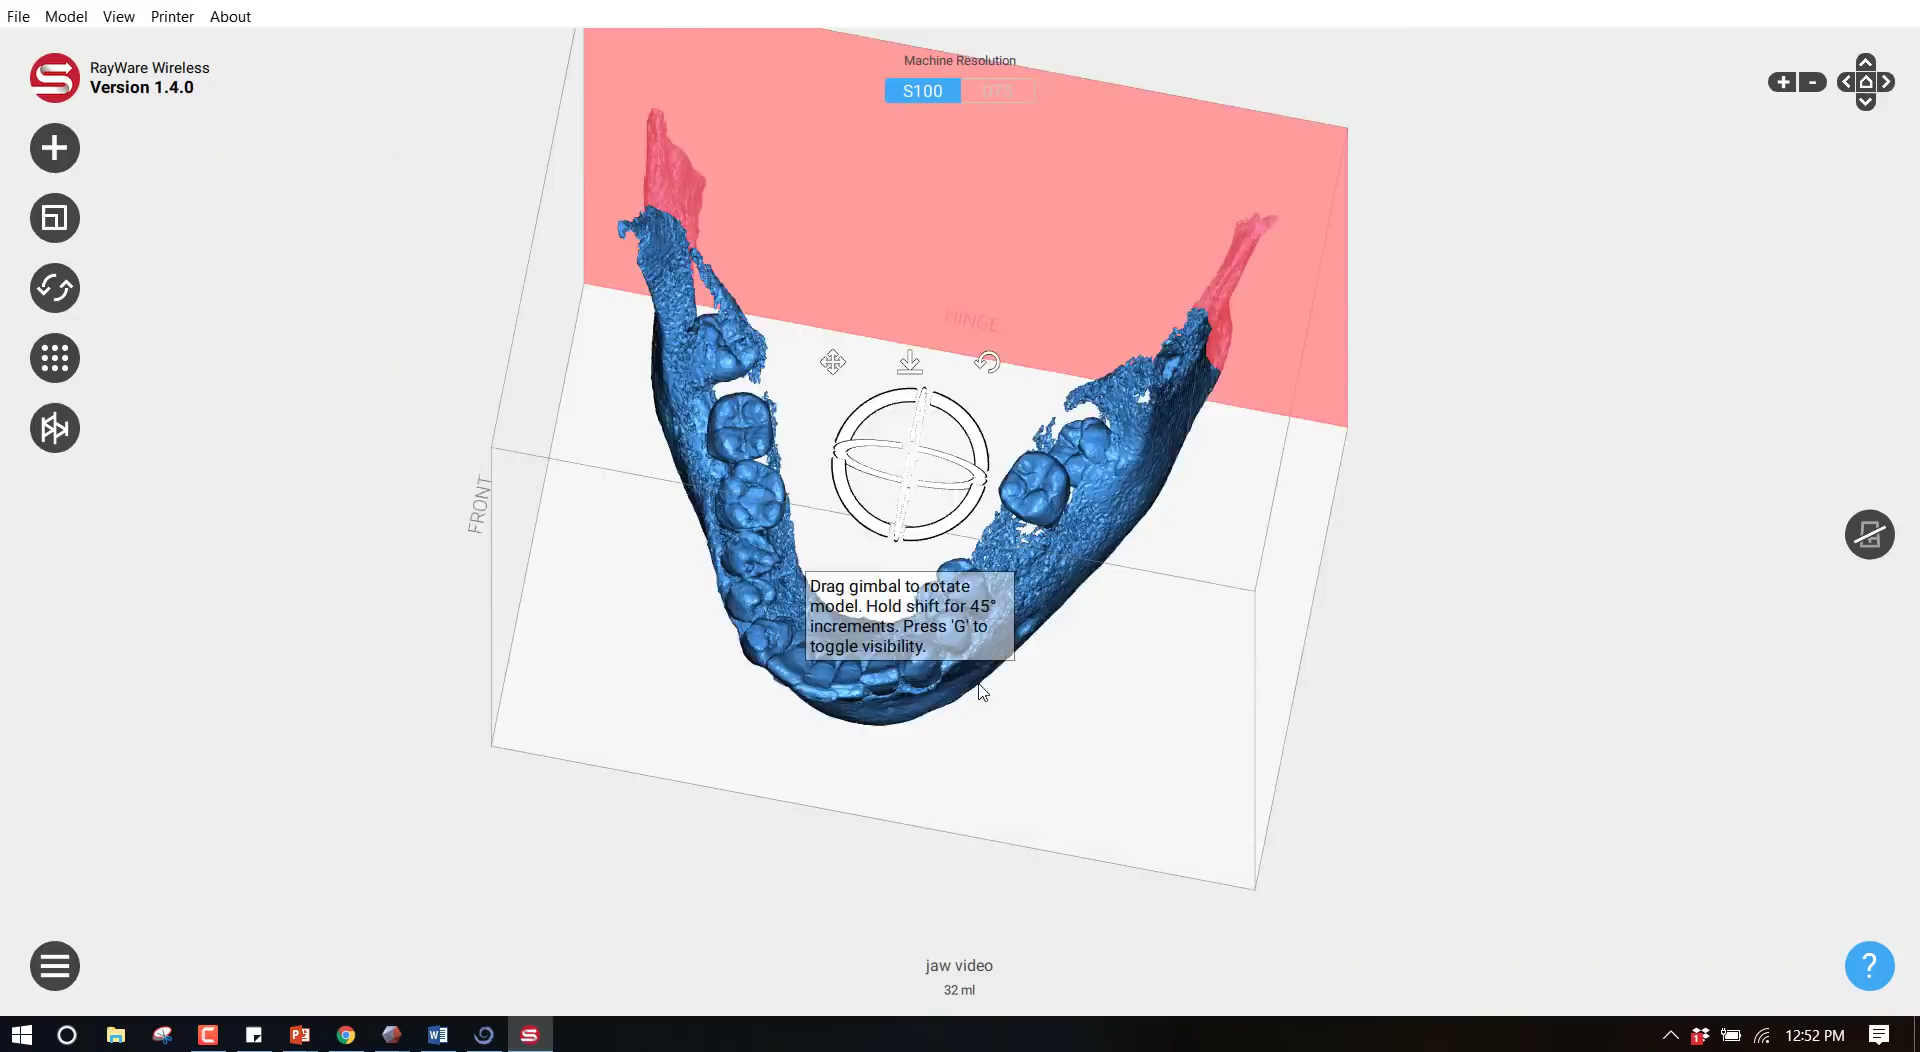 File Model View Printer About
RayWare Wireless
Version 1.4.0
Machine Resolution
S100 U75
HINGE
FRONT
Drag gimbal to rotate
model. Hold shift for 45°
increments. Press 'G' to
toggle visibility.
jaw video
32 ml
?
12:52 PM